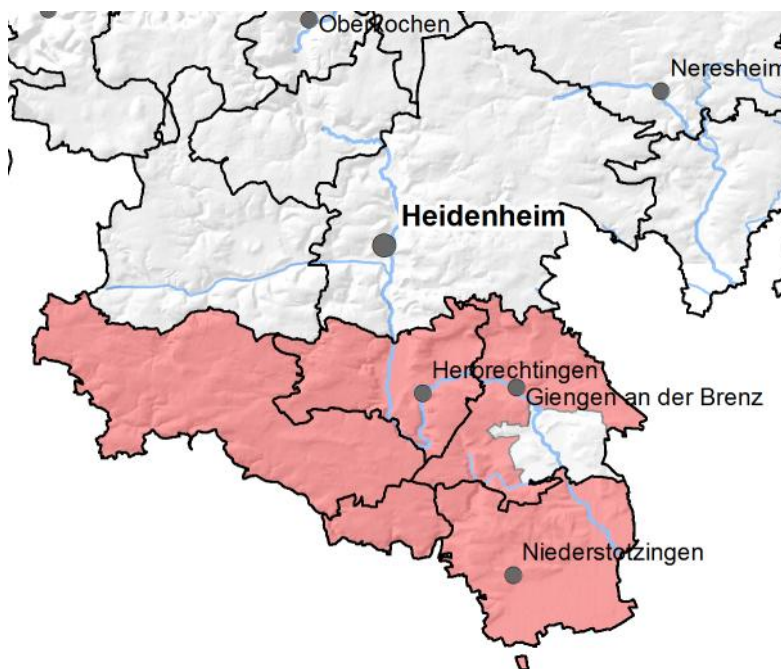 Oberkochen
Neresheim
Heidenheim
Herbrechtingen
Giengen an der Brenz
Niederstotzingen